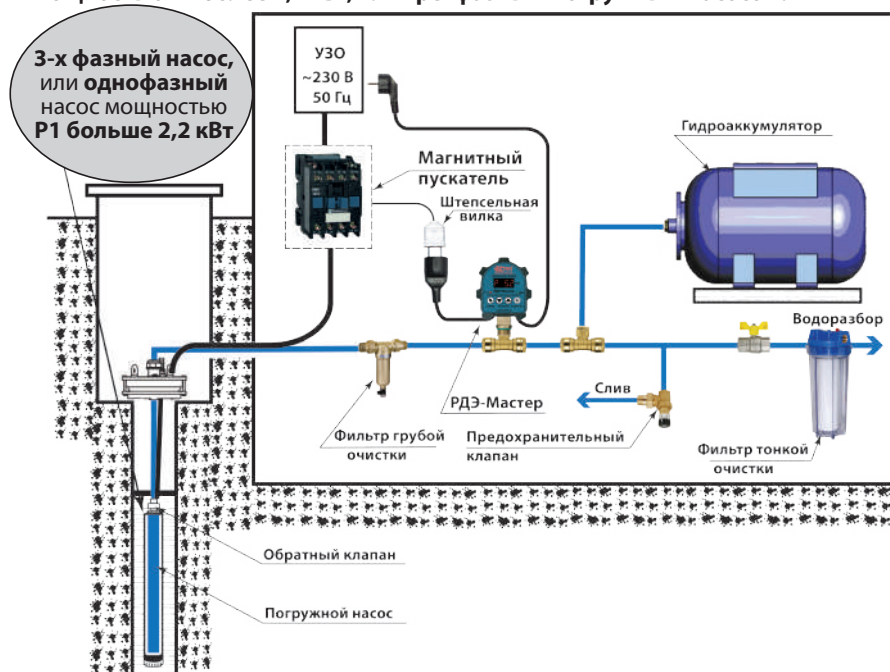 3-х фазный насос,
или однофазный
насос мощностью
P1 больше 2,2 кВт
УЗО
~230 В
50 Гц
Магнитный
пускатель
Штепсельная
вилка
Гидроаккумулятор
Водоразбор
РДЭ-Мастер
Слив
Фильтр грубой
очистки
Предохранительный
клапан
Фильтр тонкой
очистки
Обратный клапан
Погружной насос